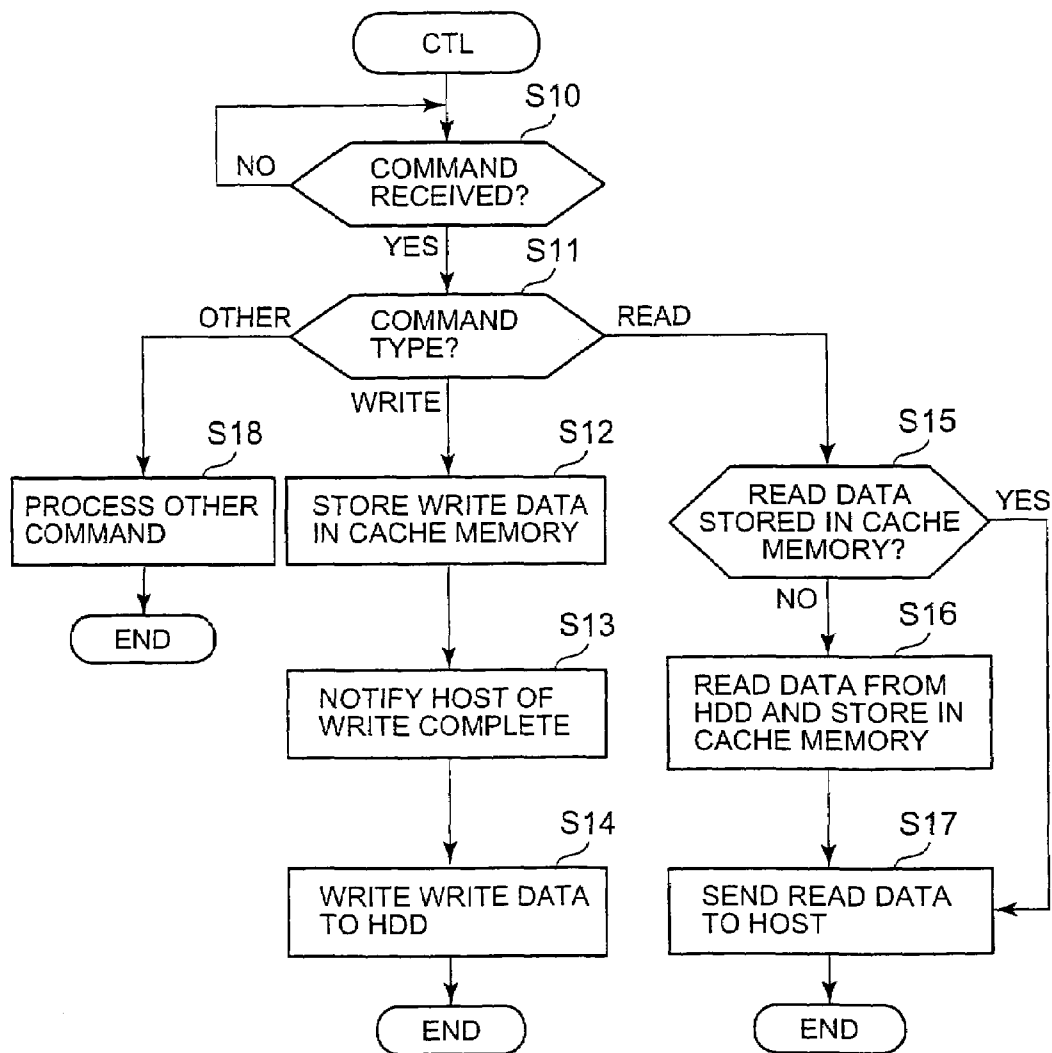 CTL
S10
COMMAND
RECEIVED?
NO
YES
S11
COMMAND
TYPE?
OTHER
READ
WRITE
S18
PROCESS OTHER
COMMAND
END
S12
STORE WRITE DATA
IN CACHE MEMORY
S13
NOTIFY HOST OF
WRITE COMPLETE
S14
WRITE WRITE DATA
TO HDD
END
S15
READ DATA
STORED IN CACHE
MEMORY?
YES
NO
S16
READ DATA FROM
HDD AND STORE IN
CACHE MEMORY
S17
SEND READ DATA
TO HOST
END